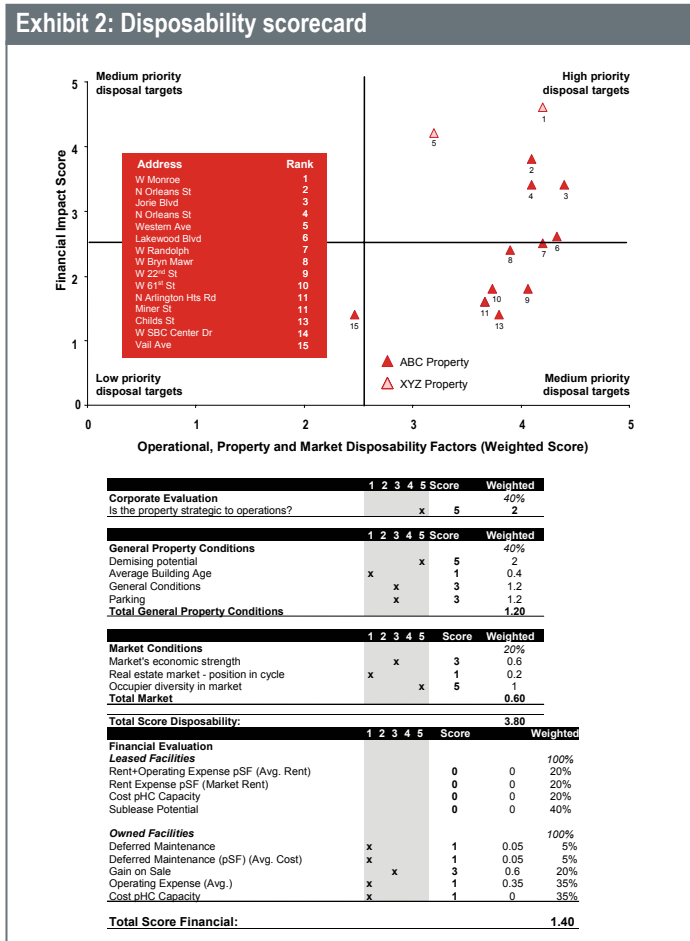 Exhibit 2: Disposability scorecard
Medium priority
disposal targets
High priority
disposal targets
5
4
3
2
1
0
Financial Impact Score
Address Rank
W Monroe 1
N Orleans St 2
Jorie Blvd 3
N Orleans St 4
Western Ave 5
Lakewood Blvd 6
W Randolph 7
W Bryn Mawr 8
W 22nd St 9
W 61st St 10
N Arlington Hts Rd 11
Miner St 11
Childs St 13
W SBC Center Dr 14
Vail Ave 15
1
5
2
4
3
6
7
8
10
9
11
13
15
ABC Property
XYZ Property
Low priority
disposal targets
Medium priority
disposal targets
0 1 2 3 4 5
Operational, Property and Market Disposability Factors (Weighted Score)
1 2 3 4 5 Score Weighted
Corporate Evaluation 40%
Is the property strategic to operations? x 5 2
1 2 3 4 5 Score Weighted
General Property Conditions 40%
Demising potential x 5 2
Average Building Age x 1 0.4
General Conditions x 3 1.2
Parking x 3 1.2
Total General Property Conditions 1.20
1 2 3 4 5 Score Weighted
Market Conditions 20%
Market's economic strength x 3 0.6
Real estate market - position in cycle x 1 0.2
Occupier diversity in market x 5 1
Total Market 0.60
Total Score Disposability: 3.80
1 2 3 4 5 Score Weighted
Financial Evaluation
Leased Facilities 100%
Rent+Operating Expense pSF (Avg. Rent) 0 0 20%
Rent Expense pSF (Market Rent) 0 0 20%
Cost pHC Capacity 0 0 20%
Sublease Potential 0 0 40%
Owned Facilities 100%
Deferred Maintenance x 1 0.05 5%
Deferred Maintenance (pSF) (Avg. Cost) x 1 0.05 5%
Gain on Sale x 3 0.6 20%
Operating Expense (Avg.) x 1 0.35 35%
Cost pHC Capacity x 1 0 35%
Total Score Financial: 1.40